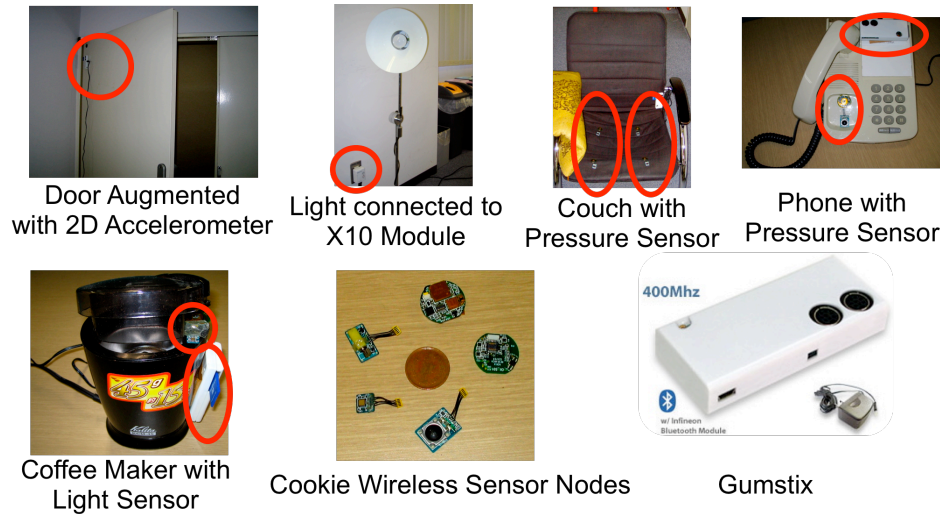 Door Augmented
with 2D Accelerometer
Light connected to
X10 Module
Couch with
Pressure Sensor
Phone with
Pressure Sensor
45g
Coffee Maker with
Light Sensor
Cookie Wireless Sensor Nodes
400Mhz
w/ Infineon
Bluetooth Module
Gumstix